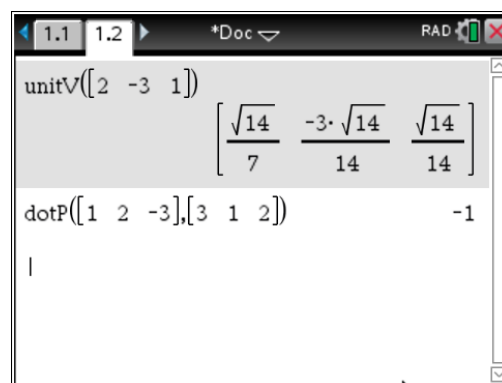 1.1 1.2 *Doc RAD
unitV([2 -3 1])
[√14/7 -3·√14/14 √14/14]
dotP([1 2 -3],[3 1 2]) -1